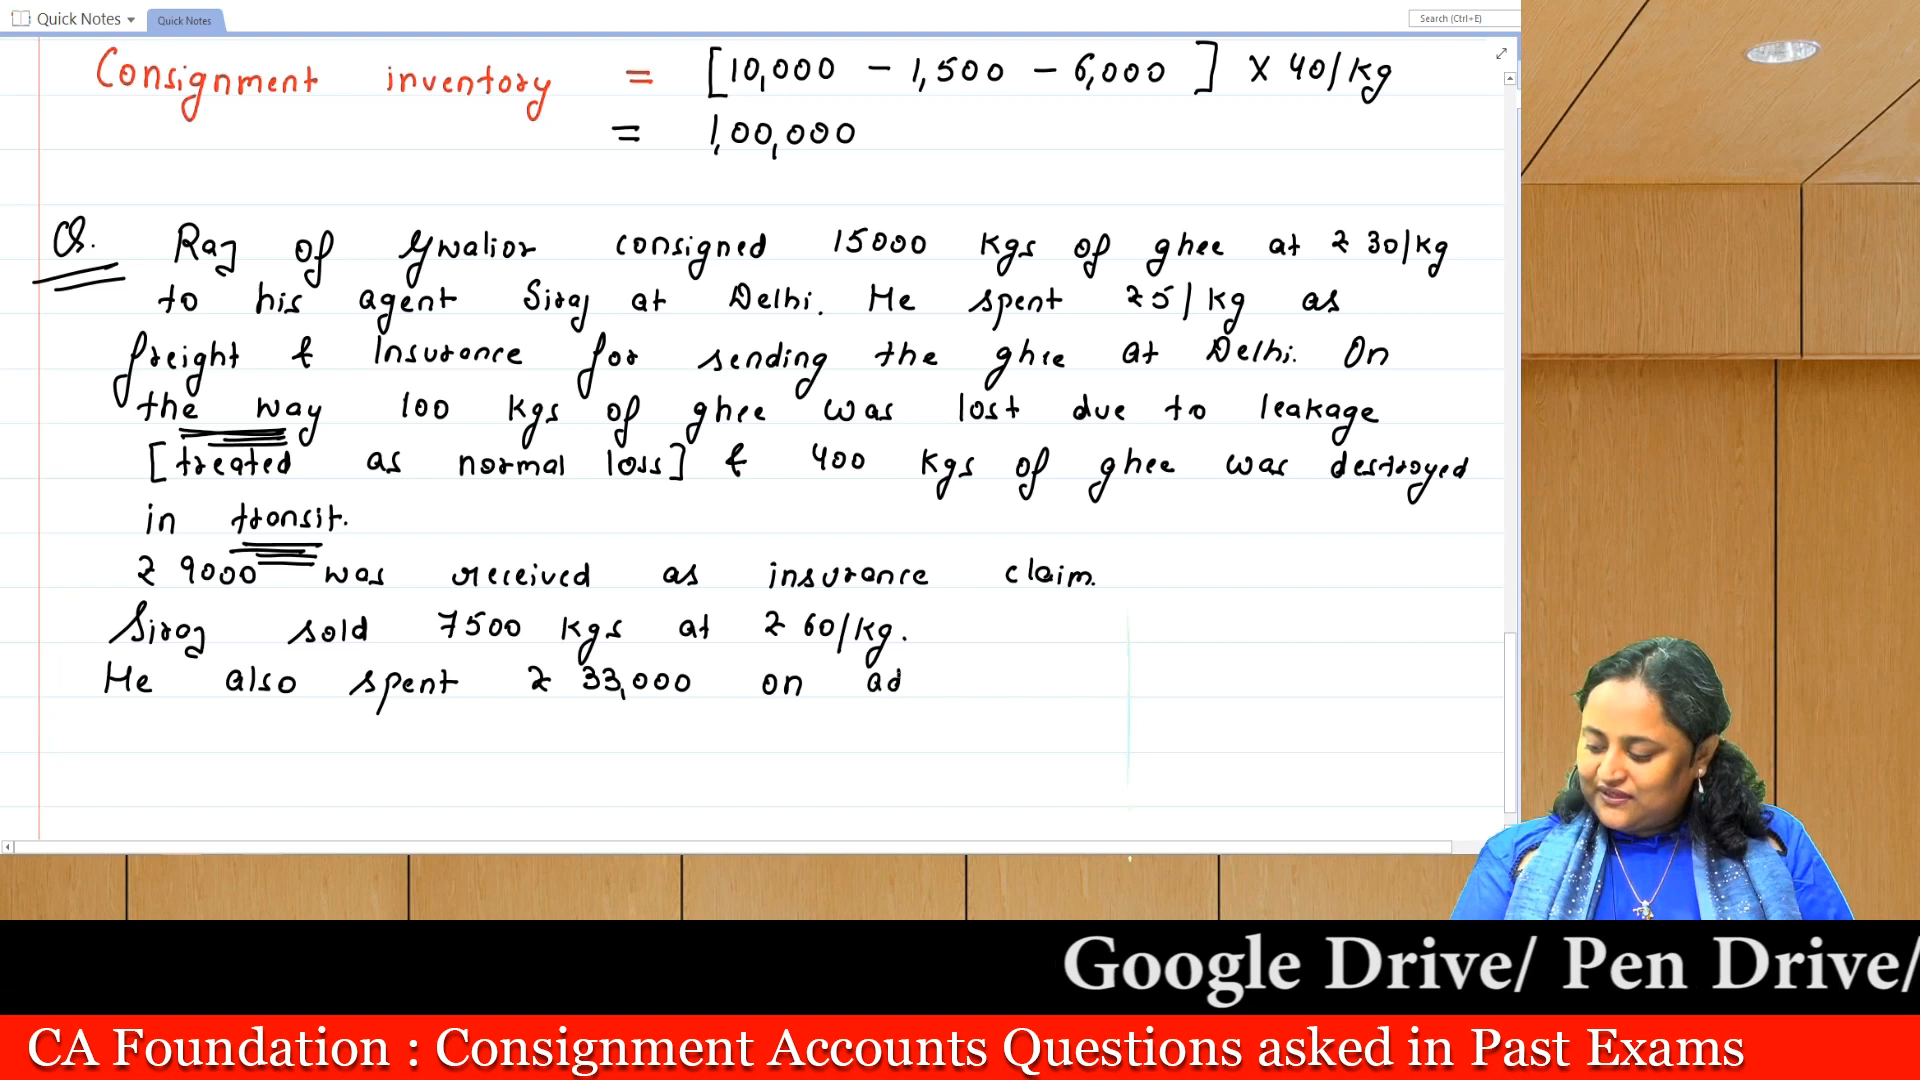 Quick Notes
Quick Notes
Search (Ctrl+E)
Consignment inventory = [10,000 - 1,500 - 6,000] × 40/kg
= 1,00,000
Q. Raj of Gwalior consigned 15000 kgs of ghee at ₹ 30/kg
to his agent Siraj at Delhi. He spent ₹5/kg as
freight & Insurance for sending the ghee at Delhi. On
the way 100 kgs of ghee was lost due to leakage
[treated as normal loss] & 400 kgs of ghee was destroyed
in transit.
₹ 9000 was received as insurance claim.
Siraj sold 7500 kgs at ₹ 60/kg.
He also spent ₹ 33,000 on ad
Google Drive/ Pen Drive/
CA Foundation : Consignment Accounts Questions asked in Past Exams